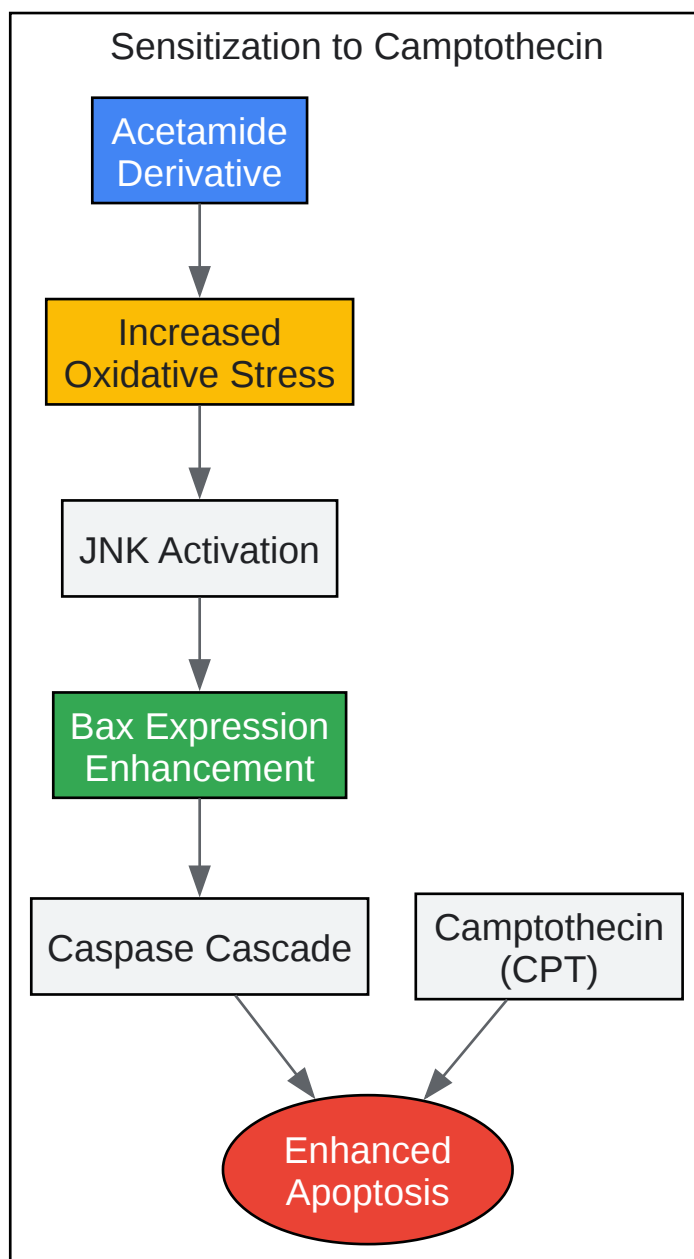 Sensitization to Camptothecin
Acetamide
Derivative
Increased
Oxidative Stress
JNK Activation
Bax Expression
Enhancement
Caspase Cascade
Camptothecin
(CPT)
Enhanced
Apoptosis